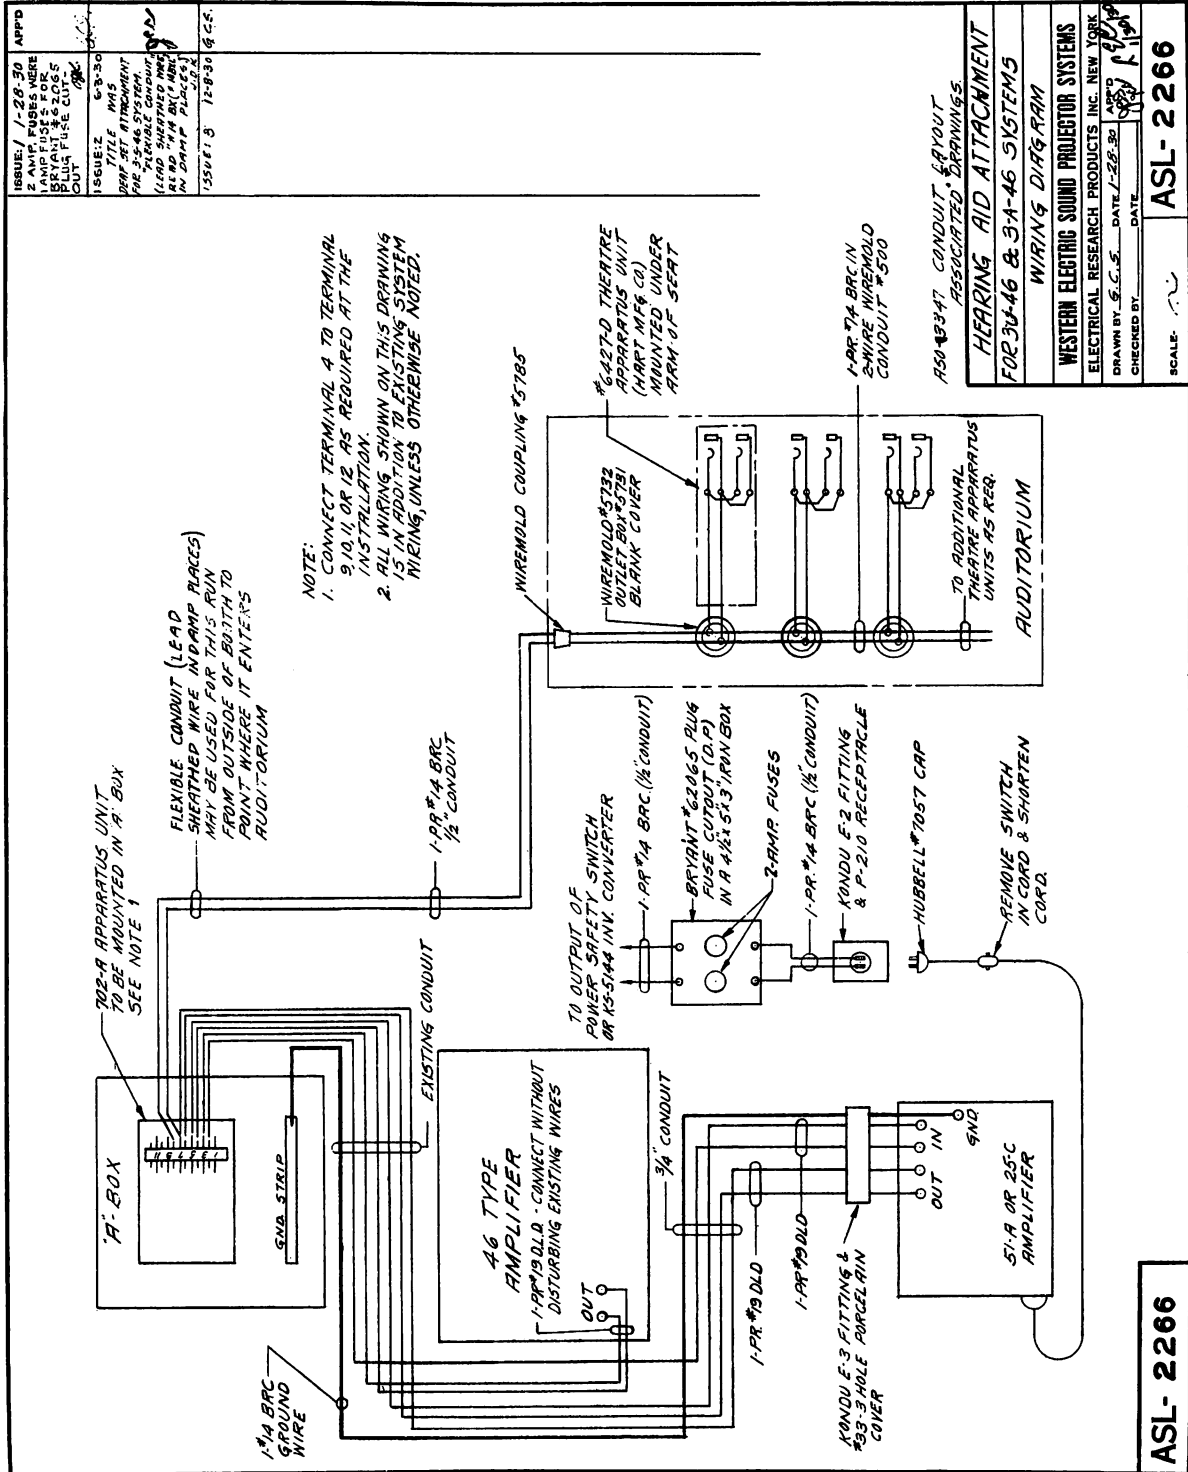 ISSUE:1 1-28-30 APP'D
2 AMP. FUSES WERE
1 AMP FUSES FOR
BRYANT #62065
PLUG FUSE CUT-
OUT
ISSUE:2 6-3-30
TITLE WAS
DEAF SET ATTACHMENT
FOR 3-S-46 SYSTEM.
"FLEXIBLE CONDUIT"
(LEAD SHEATHED WIRE
IN DAMP PLACES)
ISSUE: 3 12-8-30 G.C.S.
702-A APPARATUS UNIT
TO BE MOUNTED IN 'A' BOX
SEE NOTE 1
FLEXIBLE CONDUIT (LEAD
SHEATHED WIRE IN DAMP PLACES)
MAY BE USED FOR THIS RUN
FROM OUTSIDE OF BOOTH TO
POINT WHERE IT ENTERS
AUDITORIUM
NOTE:
1. CONNECT TERMINAL 4 TO TERMINAL
9, 10, 11, OR 12 AS REQUIRED AT THE
INSTALLATION.
2. ALL WIRING SHOWN ON THIS DRAWING
IS IN ADDITION TO EXISTING SYSTEM
WIRING, UNLESS OTHERWISE NOTED.
"A"-BOX
11 9 7 5 3 1
GND. STRIP
1-#14 BRC
GROUND
WIRE
EXISTING CONDUIT
1-PR #14 BRC
1/2" CONDUIT
WIREMOLD COUPLING #5785
46 TYPE
AMPLIFIER
1-PR #19 D.L.D. - CONNECT WITHOUT
DISTURBING EXISTING WIRES
OUT
TO OUTPUT OF
POWER SAFETY SWITCH
OR KS-5144 INV. CONVERTER
1-PR #14 BRC. (1/2" CONDUIT)
BRYANT #62065 PLUG
FUSE CUTOUT (D.P.)
IN A 4 1/2 x 5 x 3" IRON BOX
2-AMP. FUSES
1-PR. #14 BRC (1/2" CONDUIT)
KONDU E-2 FITTING
& P-210 RECEPTACLE
HUBBELL #7057 CAP
REMOVE SWITCH
IN CORD & SHORTEN
CORD.
WIREMOLD #5732
OUTLET BOX #5731
BLANK COVER
#6427-D THEATRE
APPARATUS UNIT
(HART MFG CO.)
MOUNTED UNDER
ARM OF SEAT
1-PR. #14 BRC IN
2-WIRE WIREMOLD
CONDUIT #500
TO ADDITIONAL
THEATRE APPARATUS
UNITS AS REQ.
AUDITORIUM
3/4" CONDUIT
1-PR. #19 DLD
1-PR #19 DLD
KONDU E-3 FITTING &
#33-3 HOLE PORCELAIN
COVER
OUT IN GND.
51-A OR 25-C
AMPLIFIER
ASO-3347 CONDUIT LAYOUT
ASSOCIATED DRAWINGS.
HEARING AID ATTACHMENT
FOR 3U-46 & 3-A-46 SYSTEMS
WIRING DIAGRAM
WESTERN ELECTRIC SOUND PROJECTOR SYSTEMS
ELECTRICAL RESEARCH PRODUCTS INC. NEW YORK
DRAWN BY G.C.S. DATE 1-28-30 APP'D
CHECKED BY DATE
SCALE-
ASL-2266
ASL-2266